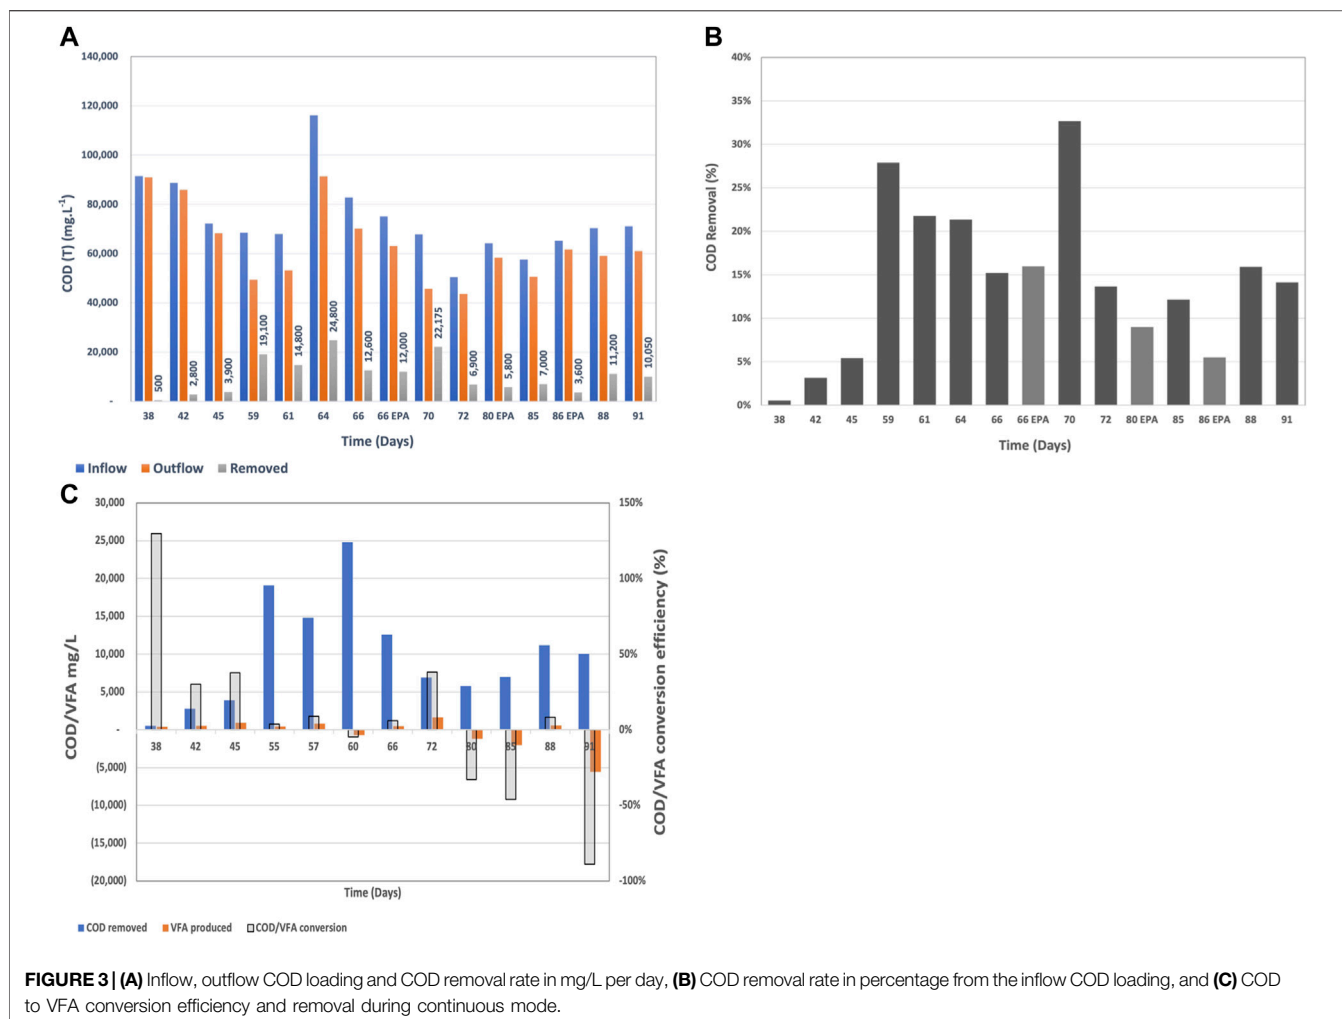 A
140,000
120,000
100,000
80,000
60,000
40,000
20,000
-
COD (T) (mg.L-1)
500
2,800
3,900
19,100
14,800
24,800
12,600
12,000
22,175
6,900
5,800
7,000
3,600
11,200
10,050
38 42 45 59 61 64 66 66 EPA 70 72 80 EPA 85 86 EPA 88 91
Time (Days)
Inflow Outflow Removed
B
40%
35%
30%
25%
20%
15%
10%
5%
0%
COD Removal (%)
38 42 45 59 61 64 66 66 EPA 70 72 80 EPA 85 86 EPA 88 91
Time (Days)
C
30,000
25,000
20,000
15,000
10,000
5,000
-
(5,000)
(10,000)
(15,000)
(20,000)
COD/VFA mg/L
150%
100%
50%
0%
-50%
-100%
COD/VFA conversion efficiency (%)
38 42 45 55 57 60 66 72 80 85 88 91
Time (Days)
COD removed VFA produced COD/VFA conversion
FIGURE 3 | (A) Inflow, outflow COD loading and COD removal rate in mg/L per day, (B) COD removal rate in percentage from the inflow COD loading, and (C) COD
to VFA conversion efficiency and removal during continuous mode.